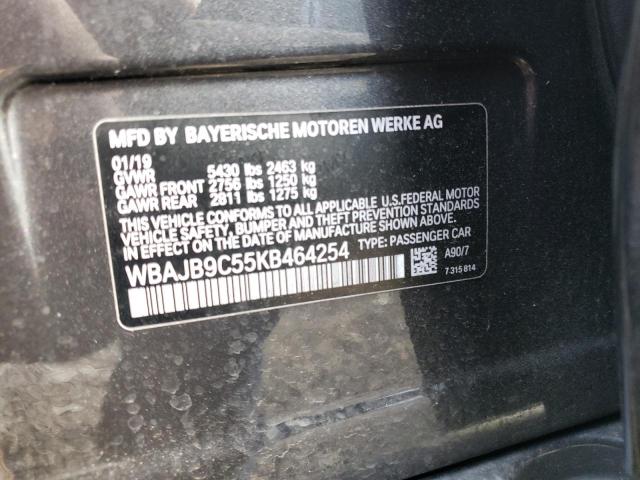 MFD BY BAYERISCHE MOTOREN WERKE AG
01/19
GVWR 5430 lbs 2463 kg
GAWR FRONT 2756 lbs 1250 kg
GAWR REAR 2811 lbs 1275 kg
THIS VEHICLE CONFORMS TO ALL APPLICABLE U.S.FEDERAL MOTOR
VEHICLE SAFETY, BUMPER AND THEFT PREVENTION STANDARDS
IN EFFECT ON THE DATE OF MANUFACTURE SHOWN ABOVE.
WBAJB9C55KB464254 TYPE: PASSENGER CAR
A90/7
7 315 814